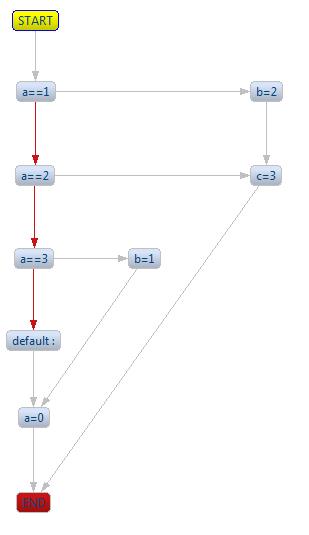 START
a==1
b=2
a==2
c=3
a==3
b=1
default:
a=0
END